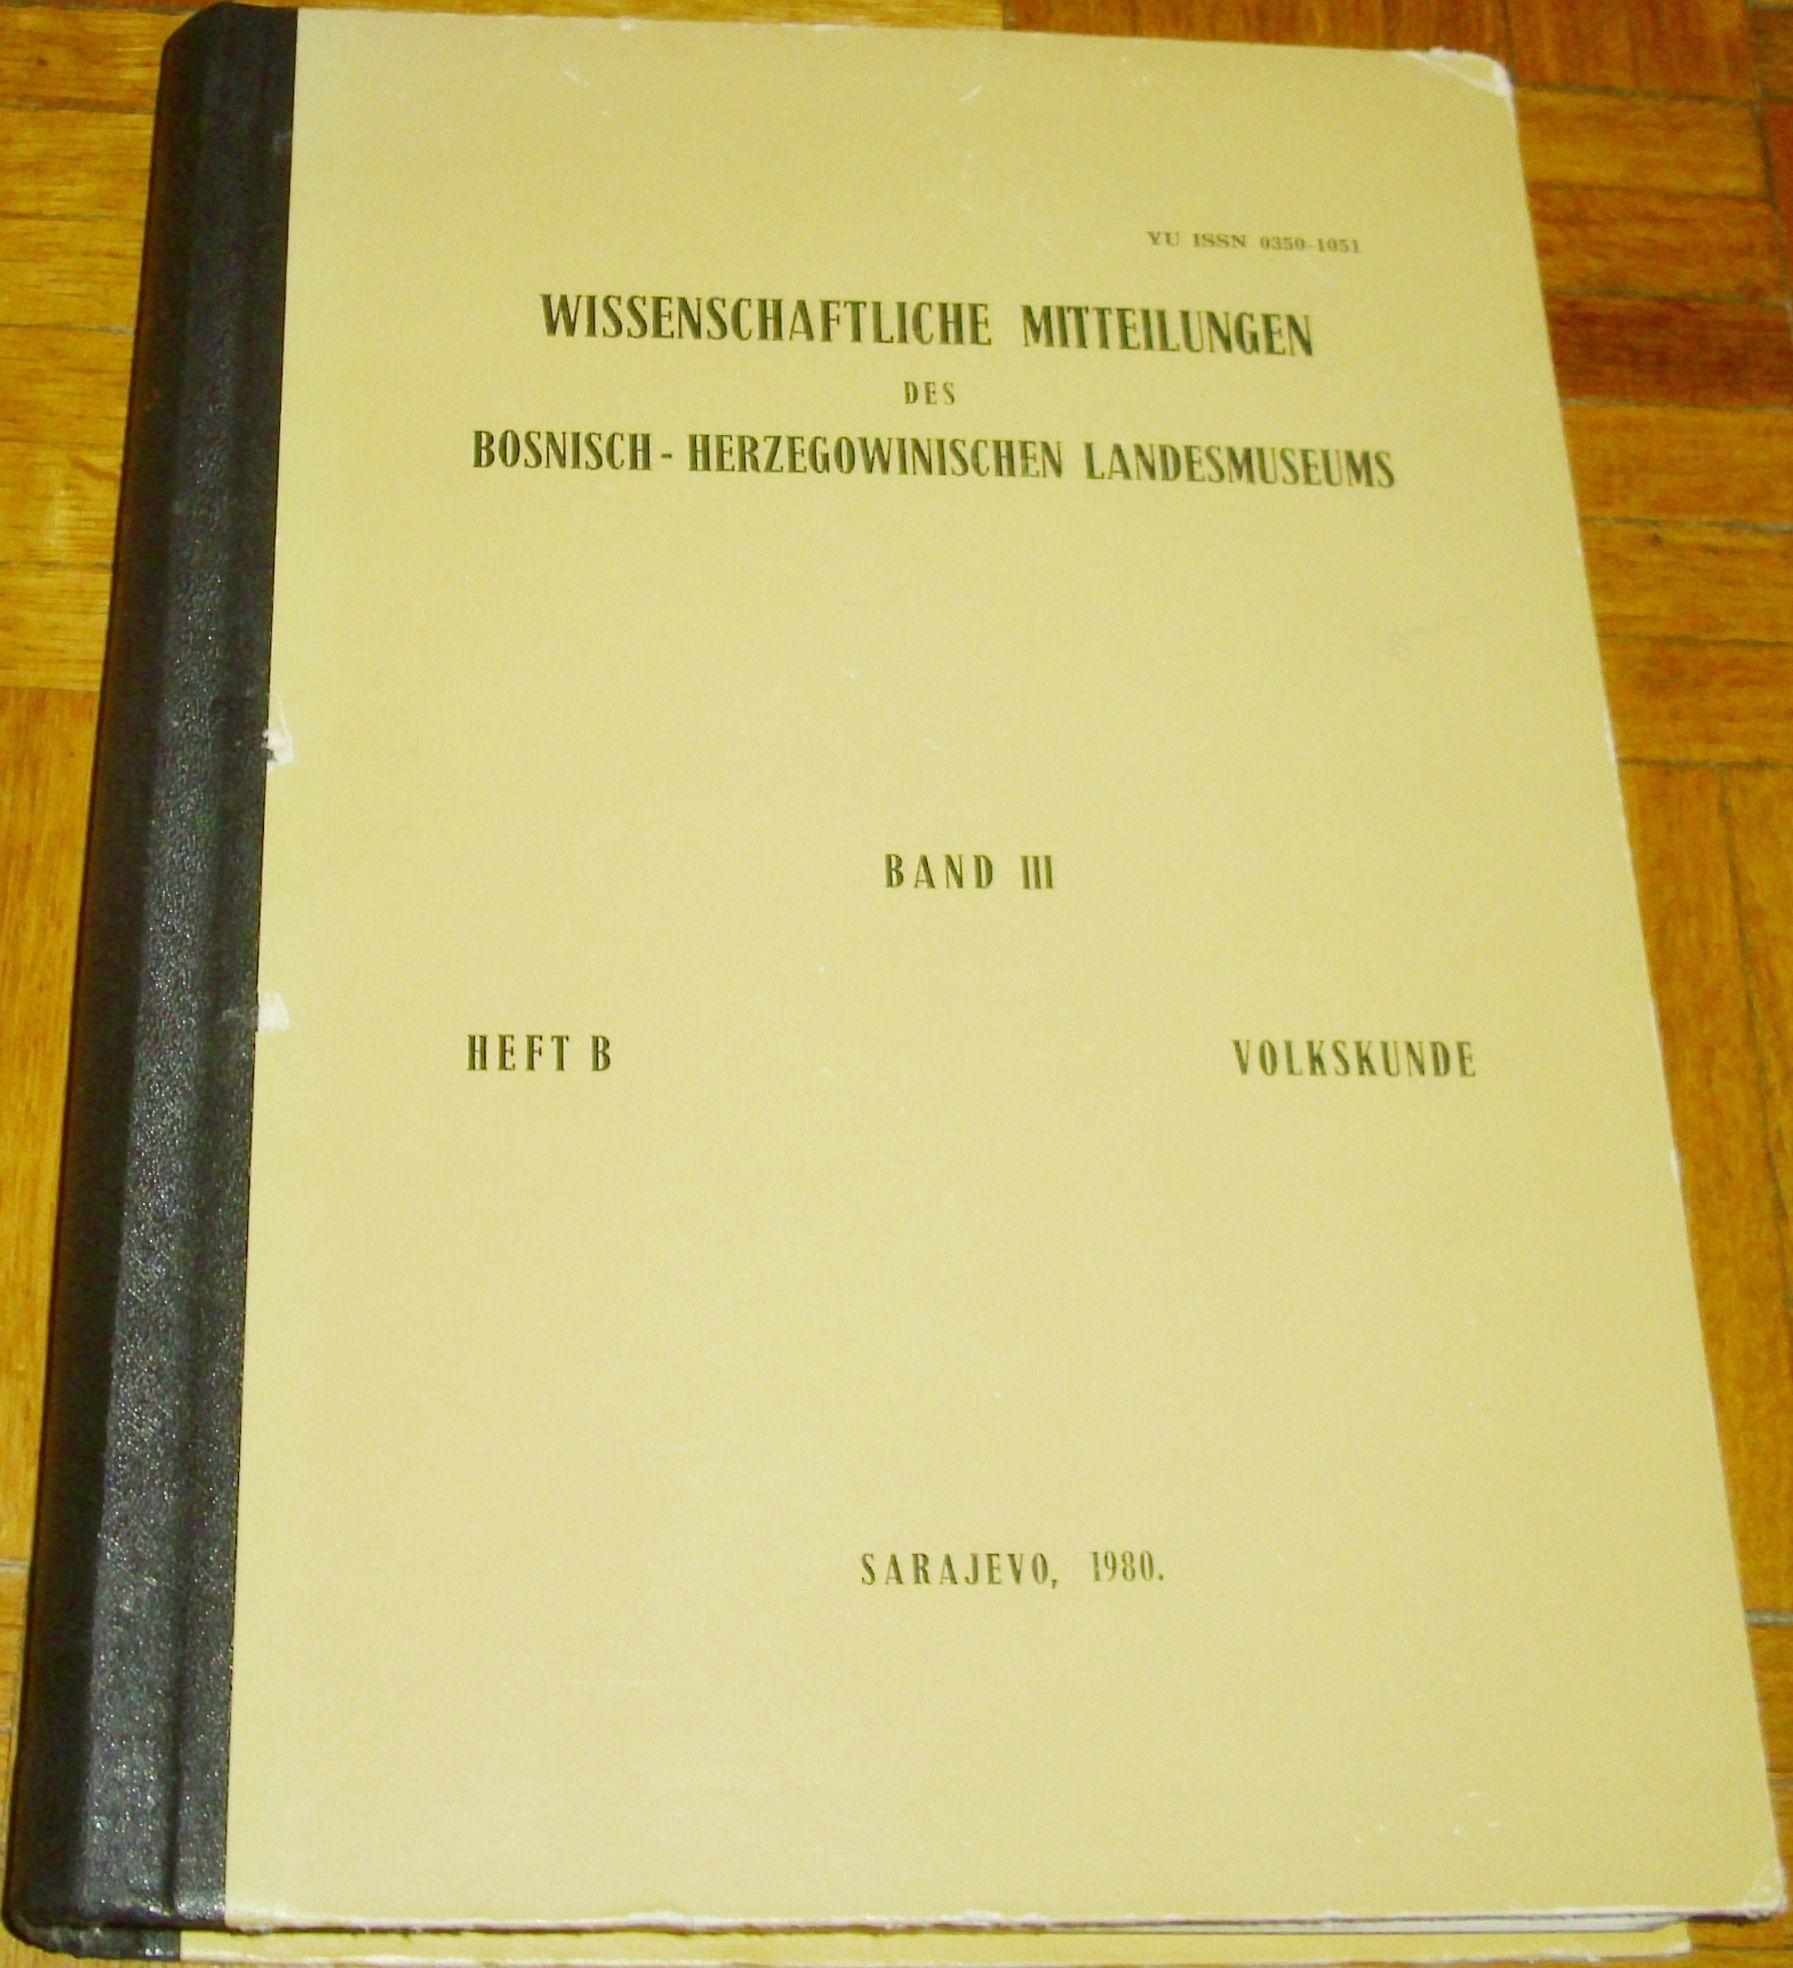 YU ISSN 0350-1051
WISSENSCHAFTLICHE MITTEILUNGEN
DES
BOSNISCH - HERZEGOWINISCHEN LANDESMUSEUMS
BAND III
HEFT B VOLKSKUNDE
SARAJEVO, 1980.